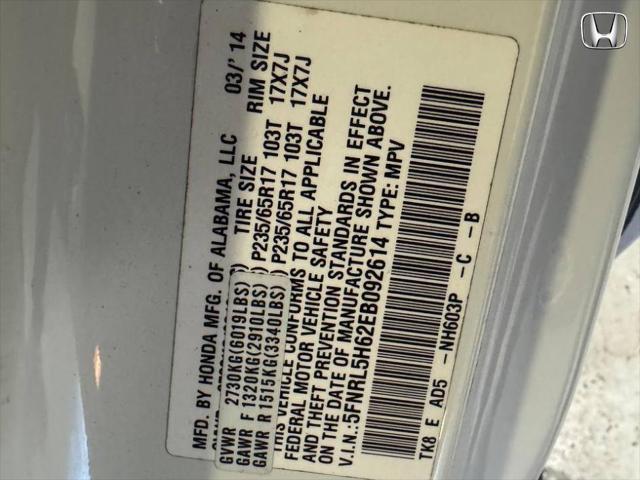 MFD. BY HONDA MFG. OF ALABAMA, LLC 03/'14
TIRE SIZE RIM SIZE
GVWR 2730KG(6019LBS) P235/65R17 103T 17X7J
GAWR F 1320KG(2910LBS) P235/65R17 103T 17X7J
GAWR R 1515KG(3340LBS)
THIS VEHICLE CONFORMS TO ALL APPLICABLE
FEDERAL MOTOR VEHICLE SAFETY
AND THEFT PREVENTION STANDARDS IN EFFECT
ON THE DATE OF MANUFACTURE SHOWN ABOVE.
V.I.N.:5FNRL5H62EB092614 TYPE: MPV
TK8 E AD5 -NH603P -C -B